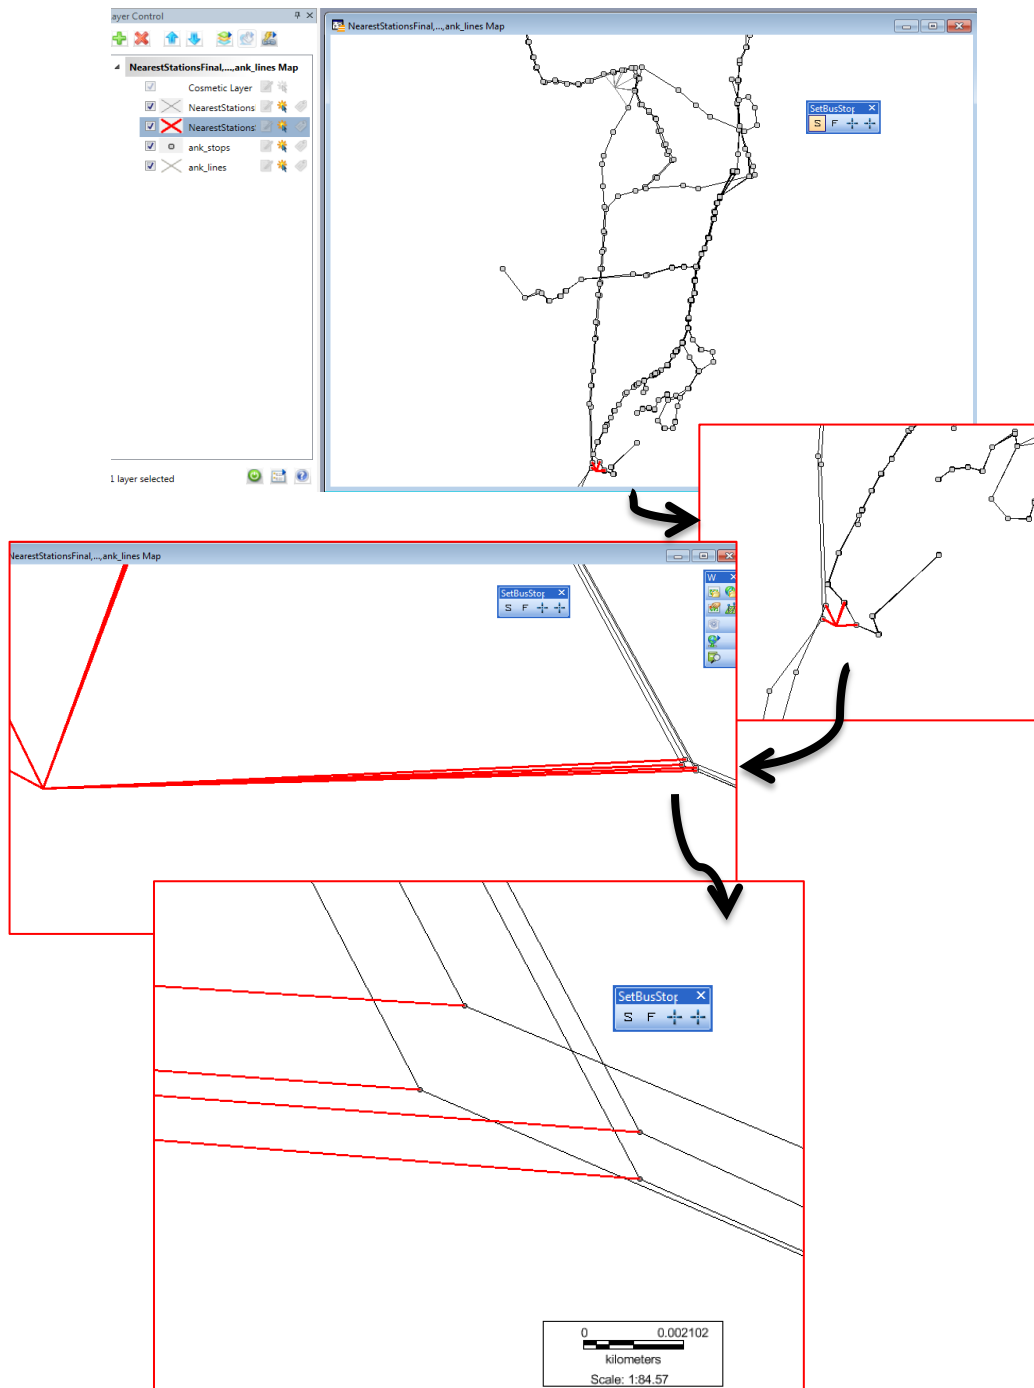 ayer Control
NearestStationsFinal,...,ank_lines Map
Cosmetic Layer
NearestStations
NearestStations
ank_stops
ank_lines
1 layer selected
NearestStationsFinal,...,ank_lines Map
SetBusStop
S F
NearestStationsFinal,...,ank_lines Map
SetBusStop
S F
W
SetBusStop
S F
0 0.002102
kilometers
Scale: 1:84.57